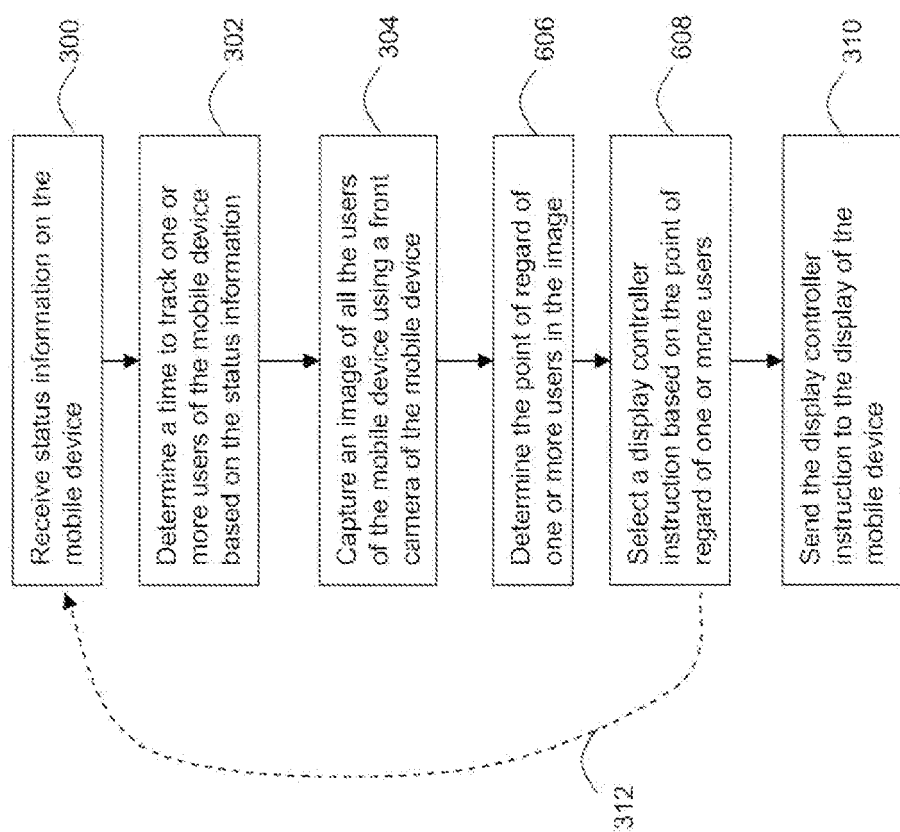 Receive status information on the
mobile device
300
Determine a time to track one or
more users of the mobile device
based on the status information
302
Capture an image of all the users
of the mobile device using a front
camera of the mobile device
304
Determine the point of regard of
one or more users in the image
606
Select a display controller
instruction based on the point of
regard of one or more users
608
Send the display controller
instruction to the display of the
mobile device
310
312